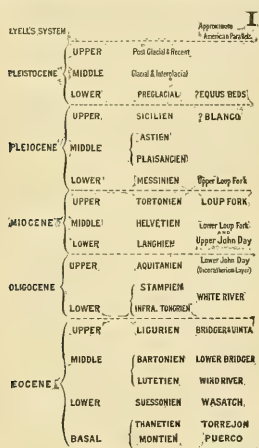 I.
LYELL'S SYSTEM Approximate American Parallels
UPPER Post Glacial & Recent
PLEISTOCENE MIDDLE Glacial & Interglacial
LOWER PREGLACIAL ?EQUUS BEDS
UPPER SICILIEN ?BLANCO
ASTIEN
PLEIOCENE MIDDLE
PLAISANCIEN
LOWER MESSINIEN Upper Loup Fork
UPPER TORTONIEN LOUP FORK
MIOCENE MIDDLE HELVETIEN Lower Loup Fork
AND
LOWER LANGHIEN Upper John Day
UPPER AQUITANIEN Lower John Day
(Diceratherium Layer)
OLIGOCENE STAMPIEN
WHITE RIVER
LOWER INFRA. TONGRIEN
UPPER LIGURIEN BRIDGER & UINTA
MIDDLE BARTONIEN LOWER BRIDGER
EOCENE LUTETIEN WIND RIVER
LOWER SUESSONIEN WASATCH
THANETIEN TORREJON
BASAL MONTIEN PUERCO